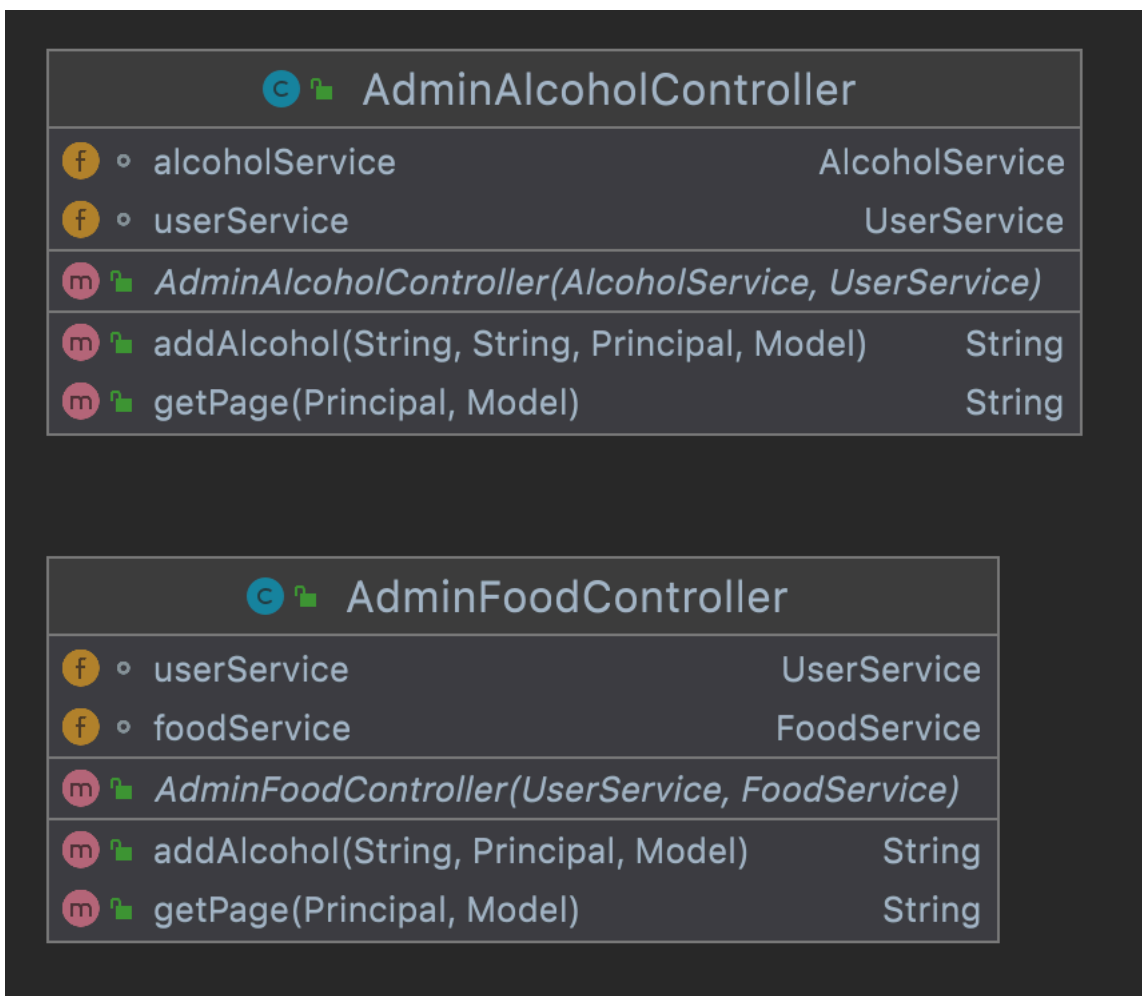 AdminAlcoholController
alcoholService AlcoholService
userService UserService
AdminAlcoholController(AlcoholService, UserService)
addAlcohol(String, String, Principal, Model) String
getPage(Principal, Model) String
AdminFoodController
userService UserService
foodService FoodService
AdminFoodController(UserService, FoodService)
addAlcohol(String, Principal, Model) String
getPage(Principal, Model) String